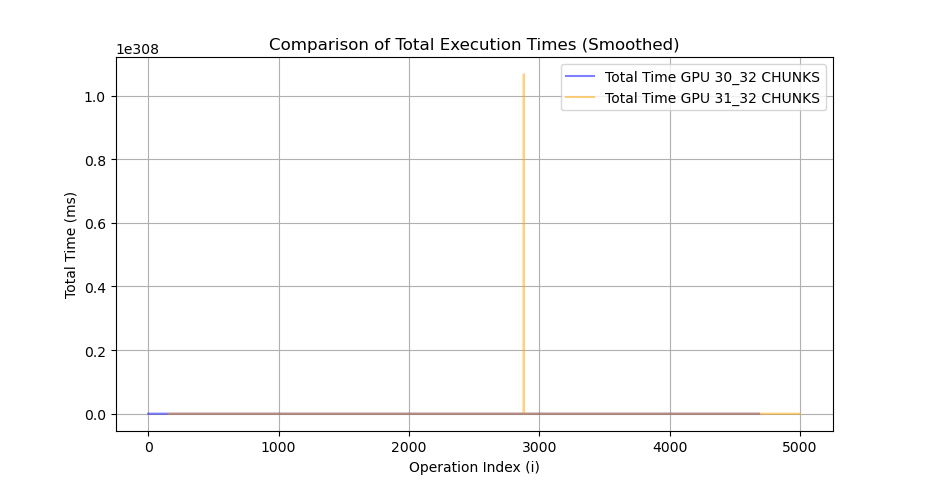 Comparison of Total Execution Times (Smoothed)
1e308
Total Time GPU 30_32 CHUNKS
Total Time GPU 31_32 CHUNKS
1.0
0.8
0.6
0.4
0.2
0.0
Total Time (ms)
0 1000 2000 3000 4000 5000
Operation Index (i)